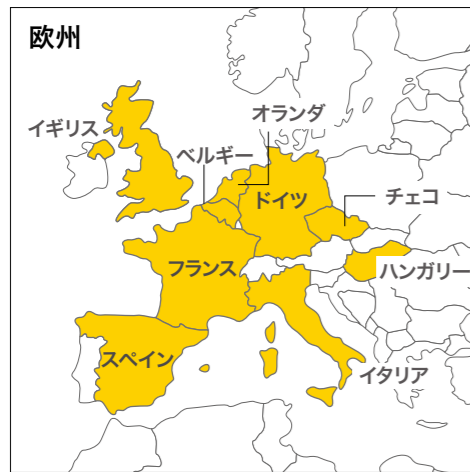 欧州
オランダ
イギリス
ベルギー
ドイツ
チェコ
フランス
ハンガリー
スペイン
イタリア